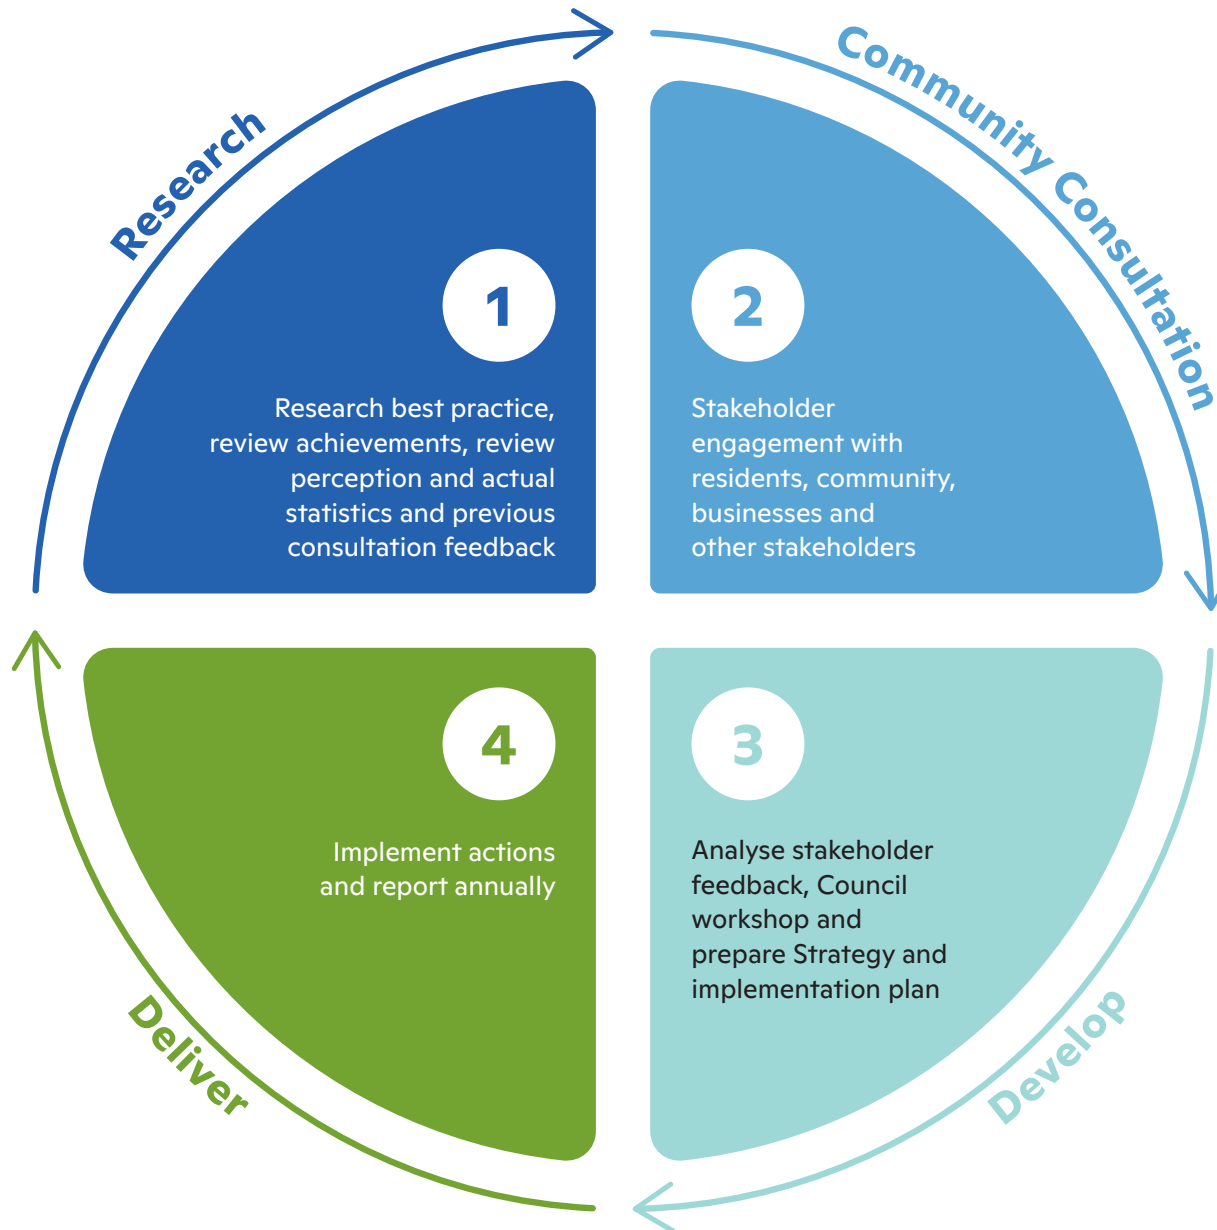 Research
1
Research best practice,
review achievements, review
perception and actual
statistics and previous
consultation feedback
Community Consultation
2
Stakeholder
engagement with
residents, community,
businesses and
other stakeholders
3
Analyse stakeholder
feedback, Council
workshop and
prepare Strategy and
implementation plan
Develop
4
Implement actions
and report annually
Deliver